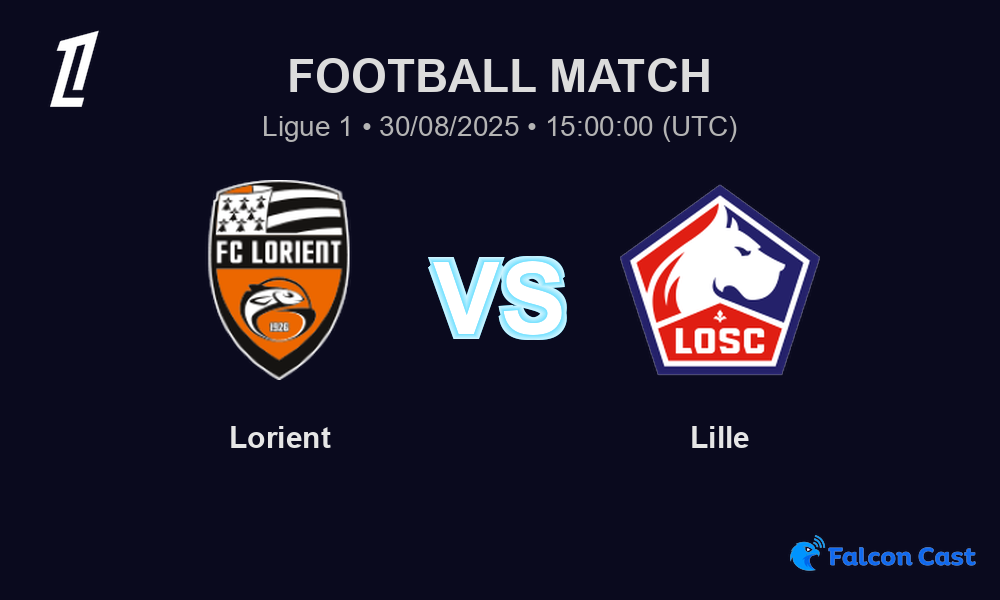 FOOTBALL MATCH
Ligue 1 • 30/08/2025 • 15:00:00 (UTC)
FC LORIENT
1926
VS
LOSC
Lorient
Lille
Falcon Cast